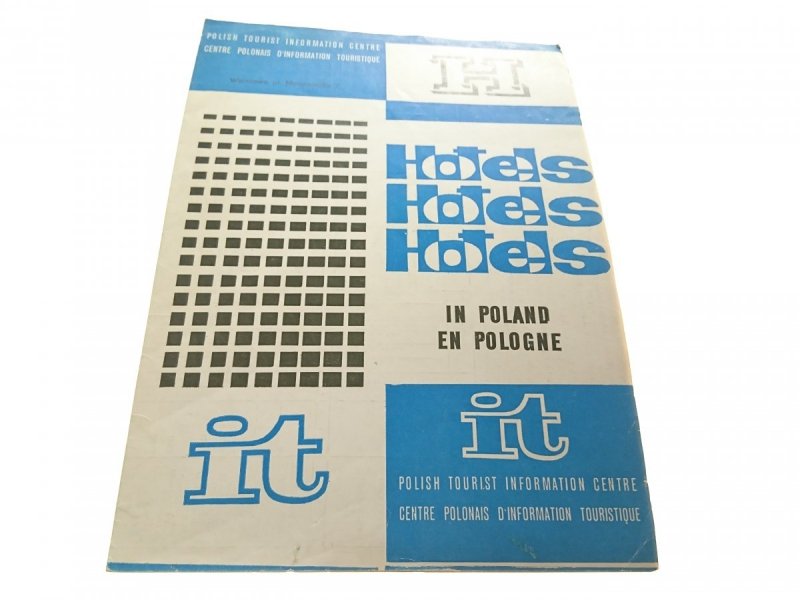 POLISH TOURIST INFORMATION CENTRE
CENTRE POLONAIS D'INFORMATION TOURISTIQUE
H
Hotels
Hotels
Hotels
IN POLAND
EN POLOGNE
it
it
POLISH TOURIST INFORMATION CENTRE
CENTRE POLONAIS D'INFORMATION TOURISTIQUE